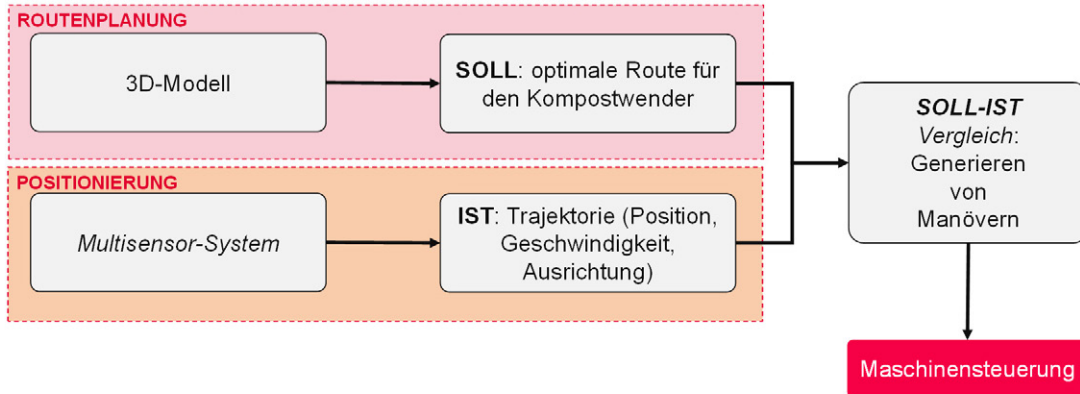 ROUTENPLANUNG
3D-Modell
SOLL: optimale Route für
den Kompostwender
POSITIONIERUNG
Multisensor-System
IST: Trajektorie (Position,
Geschwindigkeit,
Ausrichtung)
SOLL-IST
Vergleich:
Generieren
von
Manövern
Maschinensteuerung